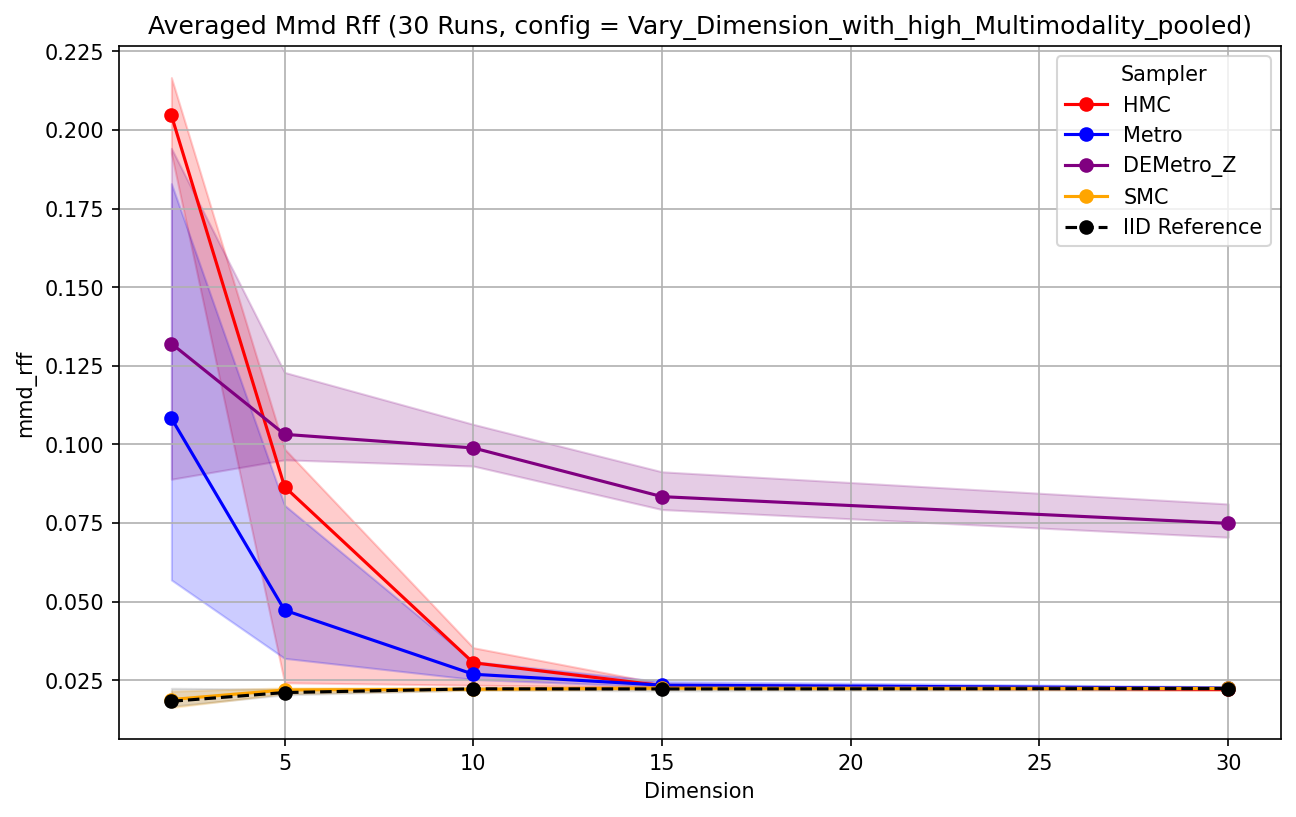 Averaged Mmd Rff (30 Runs, config = Vary_Dimension_with_high_Multimodality_pooled)
0.225
0.200
0.175
0.150
0.125
0.100
0.075
0.050
0.025
mmd_rff
Sampler
HMC
Metro
DEMetro_Z
SMC
IID Reference
5 10 15 20 25 30
Dimension